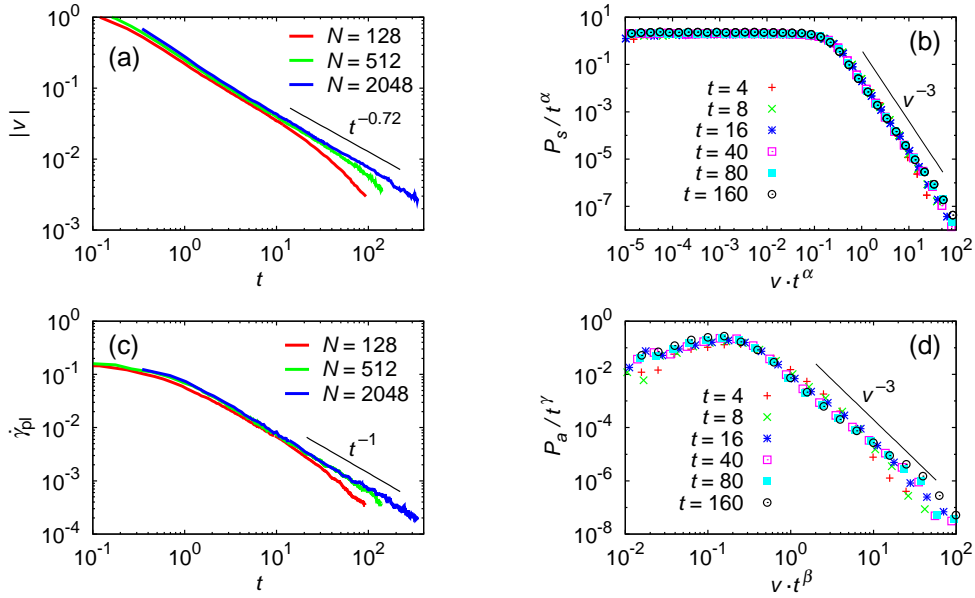 (a)
N = 128
N = 512
N = 2048
t^{-0.72}
|v|
10^0
10^{-1}
10^{-2}
10^{-3}
10^{-1} 10^0 10^1 10^2
t
(b)
t = 4
t = 8
t = 16
t = 40
t = 80
t = 160
v^{-3}
P_s / t^α
10^{-1}
10^{-3}
10^{-5}
10^{-7}
10^{-5} 10^{-4} 10^{-3} 10^{-2} 10^{-1} 10^0 10^1 10^2
v · t^α
(c)
N = 128
N = 512
N = 2048
t^{-1}
γ̇_pl
10^0
10^{-1}
10^{-2}
10^{-3}
10^{-4}
10^{-1} 10^0 10^1 10^2
t
(d)
t = 4
t = 8
t = 16
t = 40
t = 80
t = 160
v^{-3}
P_a / t^γ
10^0
10^{-2}
10^{-4}
10^{-6}
10^{-8}
10^{-2} 10^{-1} 10^0 10^1 10^2
v · t^β